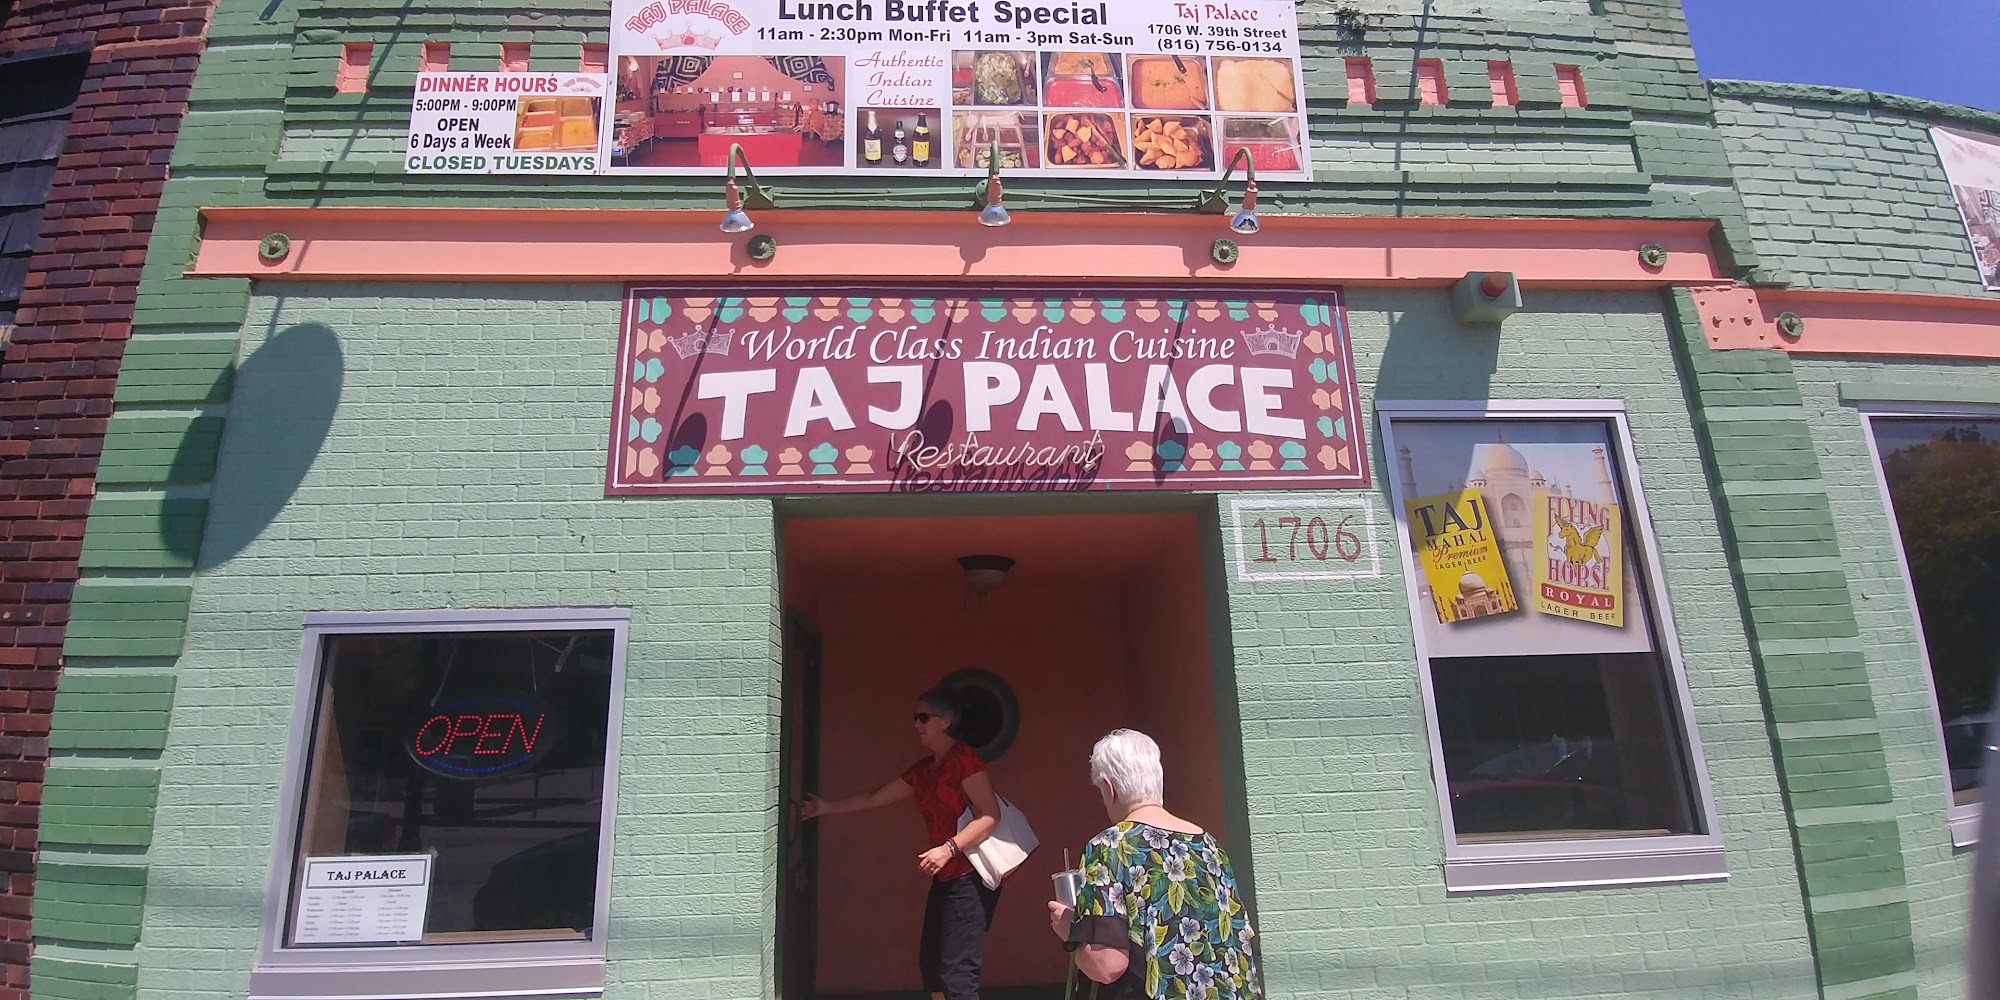 TAJ PALACE
Lunch Buffet Special
11am - 2:30pm Mon-Fri 11am - 3pm Sat-Sun
Taj Palace
1706 W. 39th Street
(816) 756-0134
Authentic
Indian
Cuisine
DINNER HOURS
5:00PM - 9:00PM
OPEN
6 Days a Week
CLOSED TUESDAYS
World Class Indian Cuisine
TAJ PALACE
Restaurant
1706
TAJ
MAHAL
Premium
LAGER BEER
FLYING
HORSE
ROYAL
LAGER BEER
OPEN
TAJ PALACE
Lunch Dinner